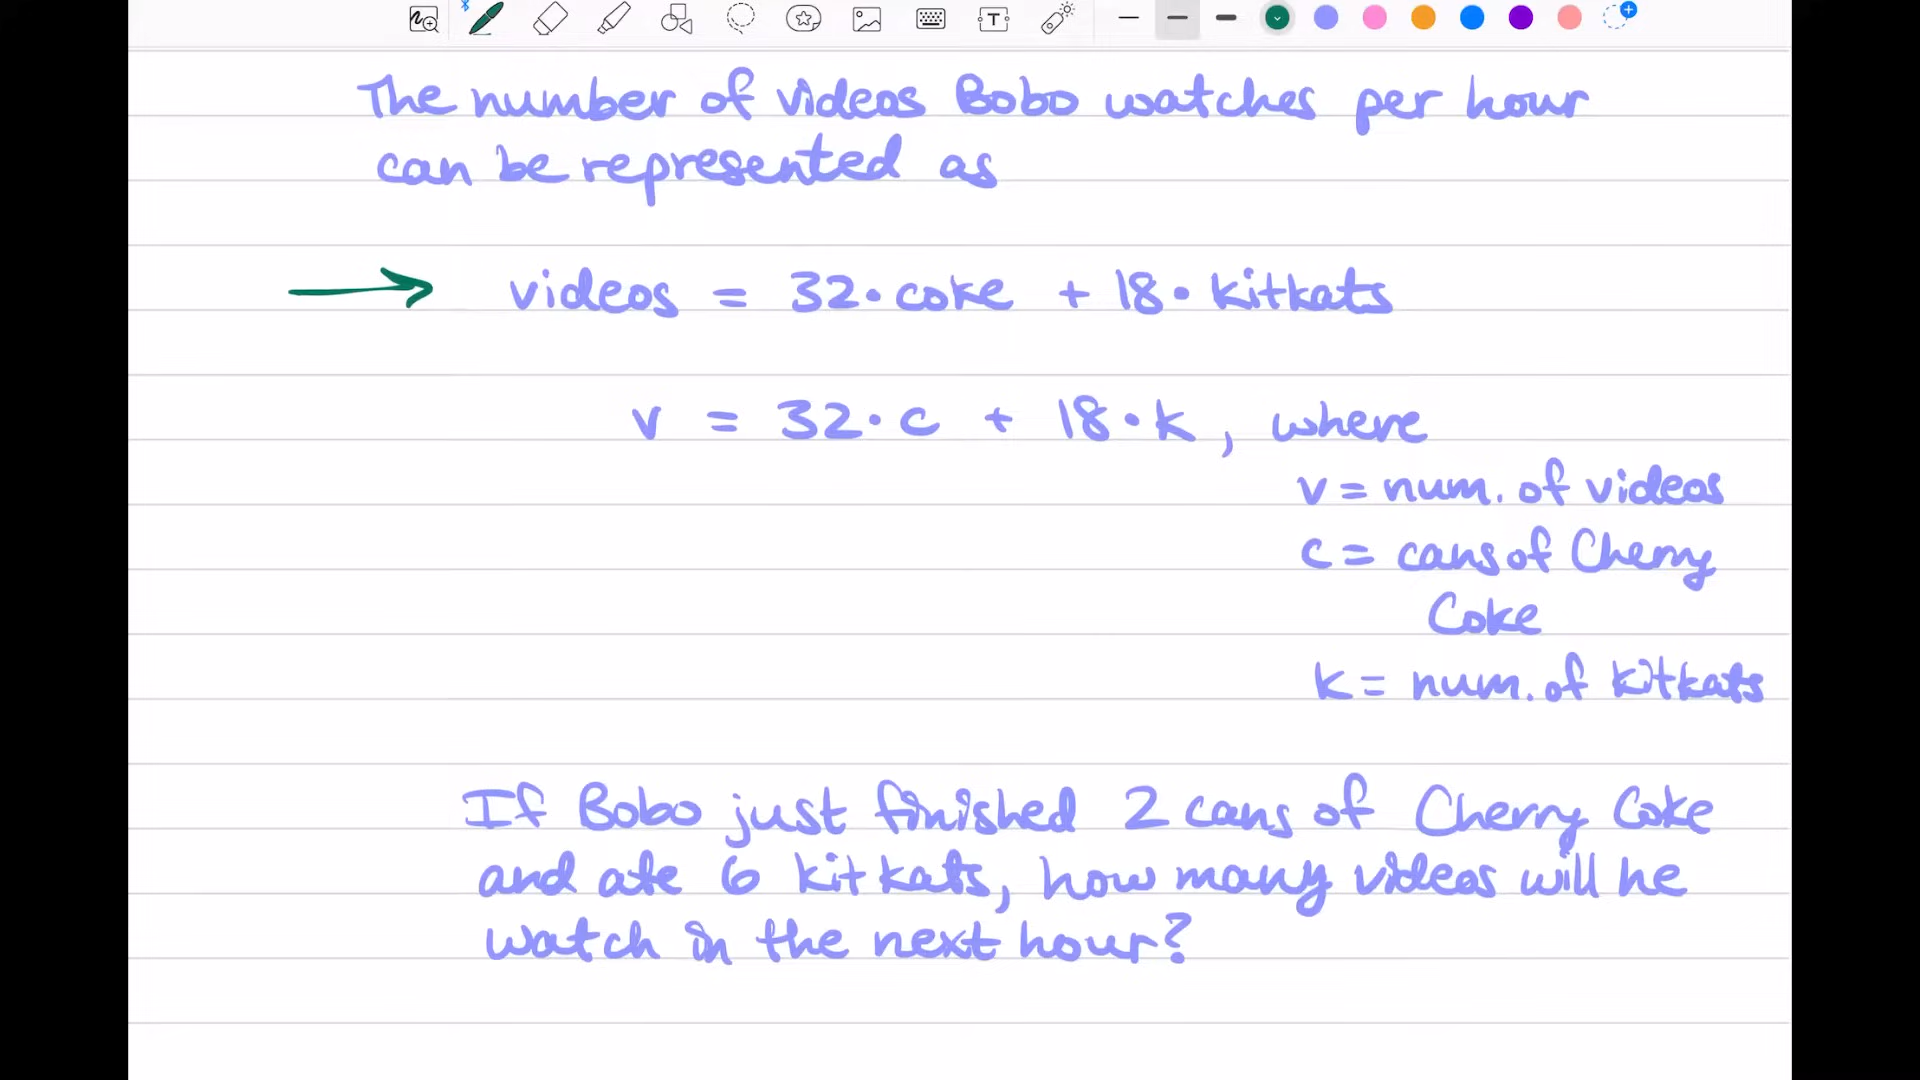 The number of videos Bobo watches per hour
can be represented as
videos = 32·coke + 18·kitkats
v = 32·c + 18·k, where
v = num. of videos
c = cans of Cherry
Coke
k = num. of kitkats
If Bobo just finished 2 cans of Cherry Coke
and ate 6 kitkats, how many videos will he
watch in the next hour?